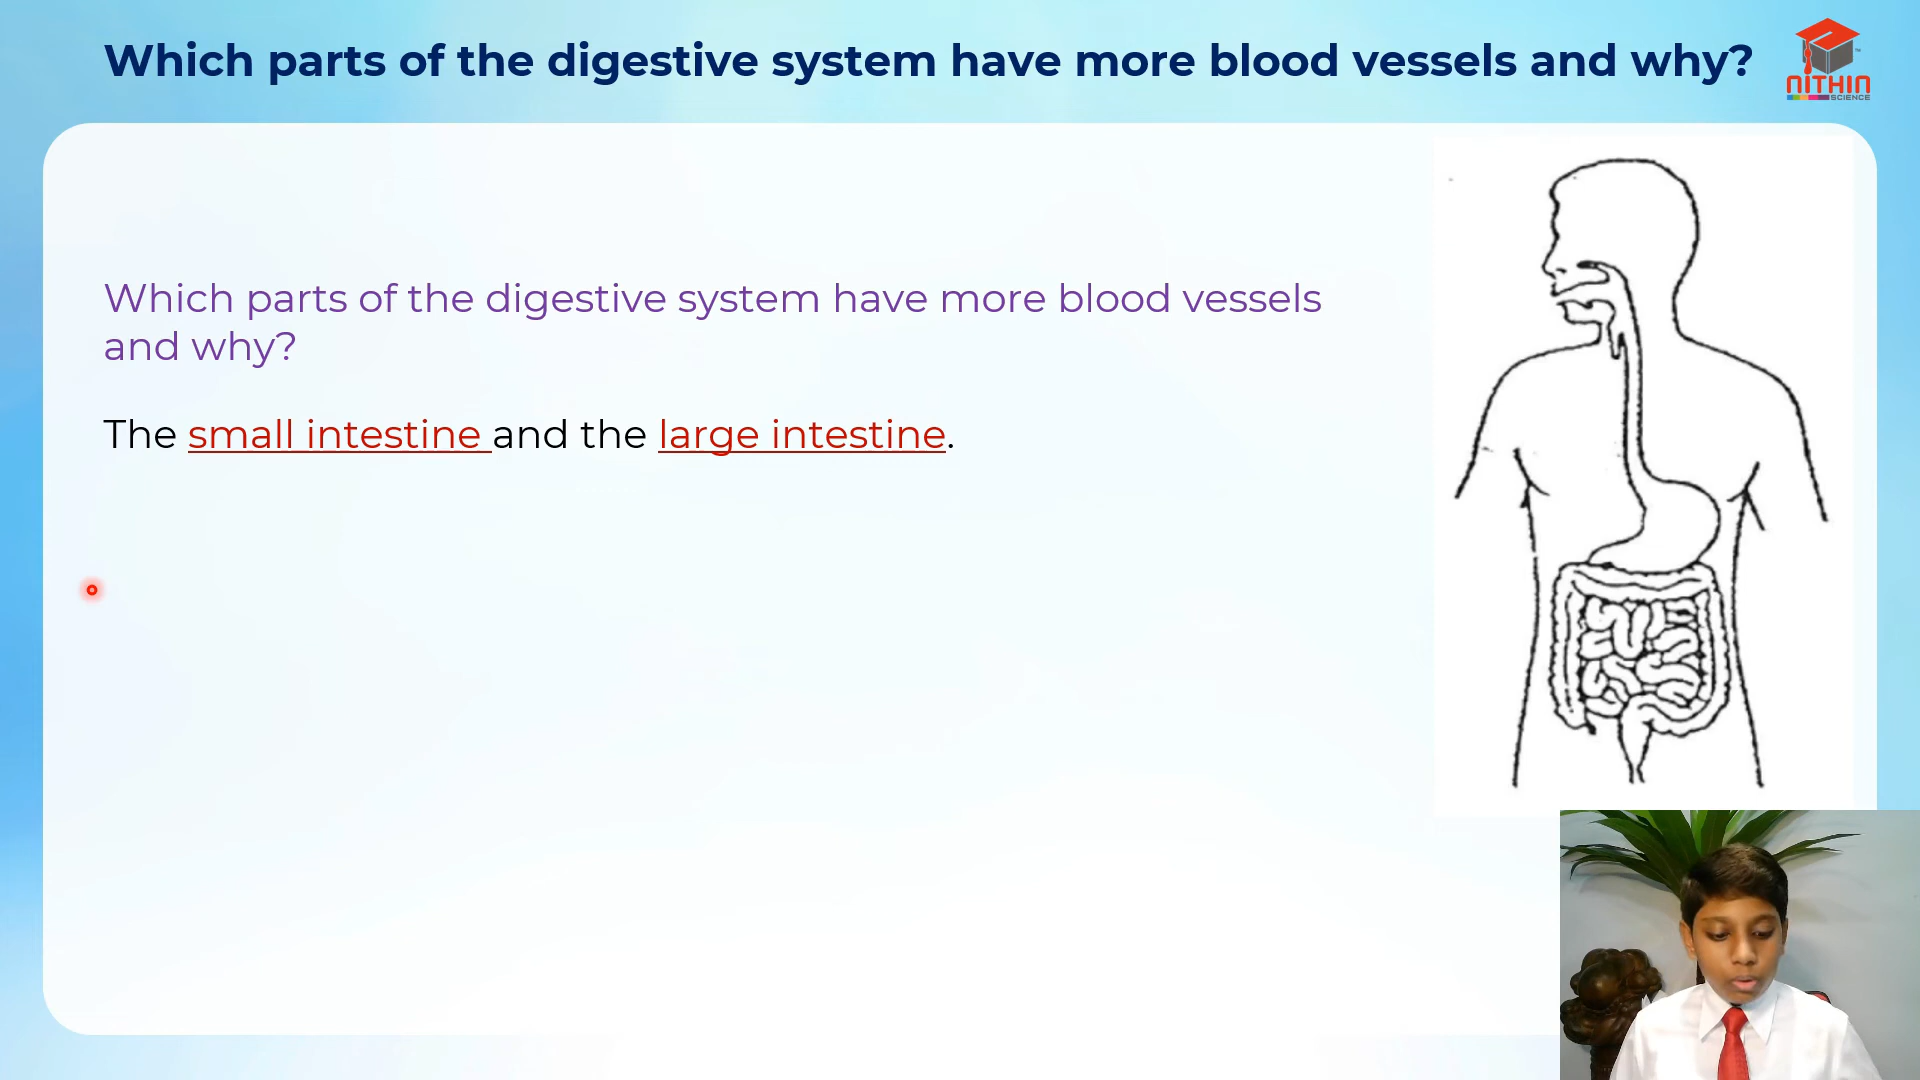 Which parts of the digestive system have more blood vessels and why?
NITHIN
SCIENCE
Which parts of the digestive system have more blood vessels
and why?
The small intestine and the large intestine.